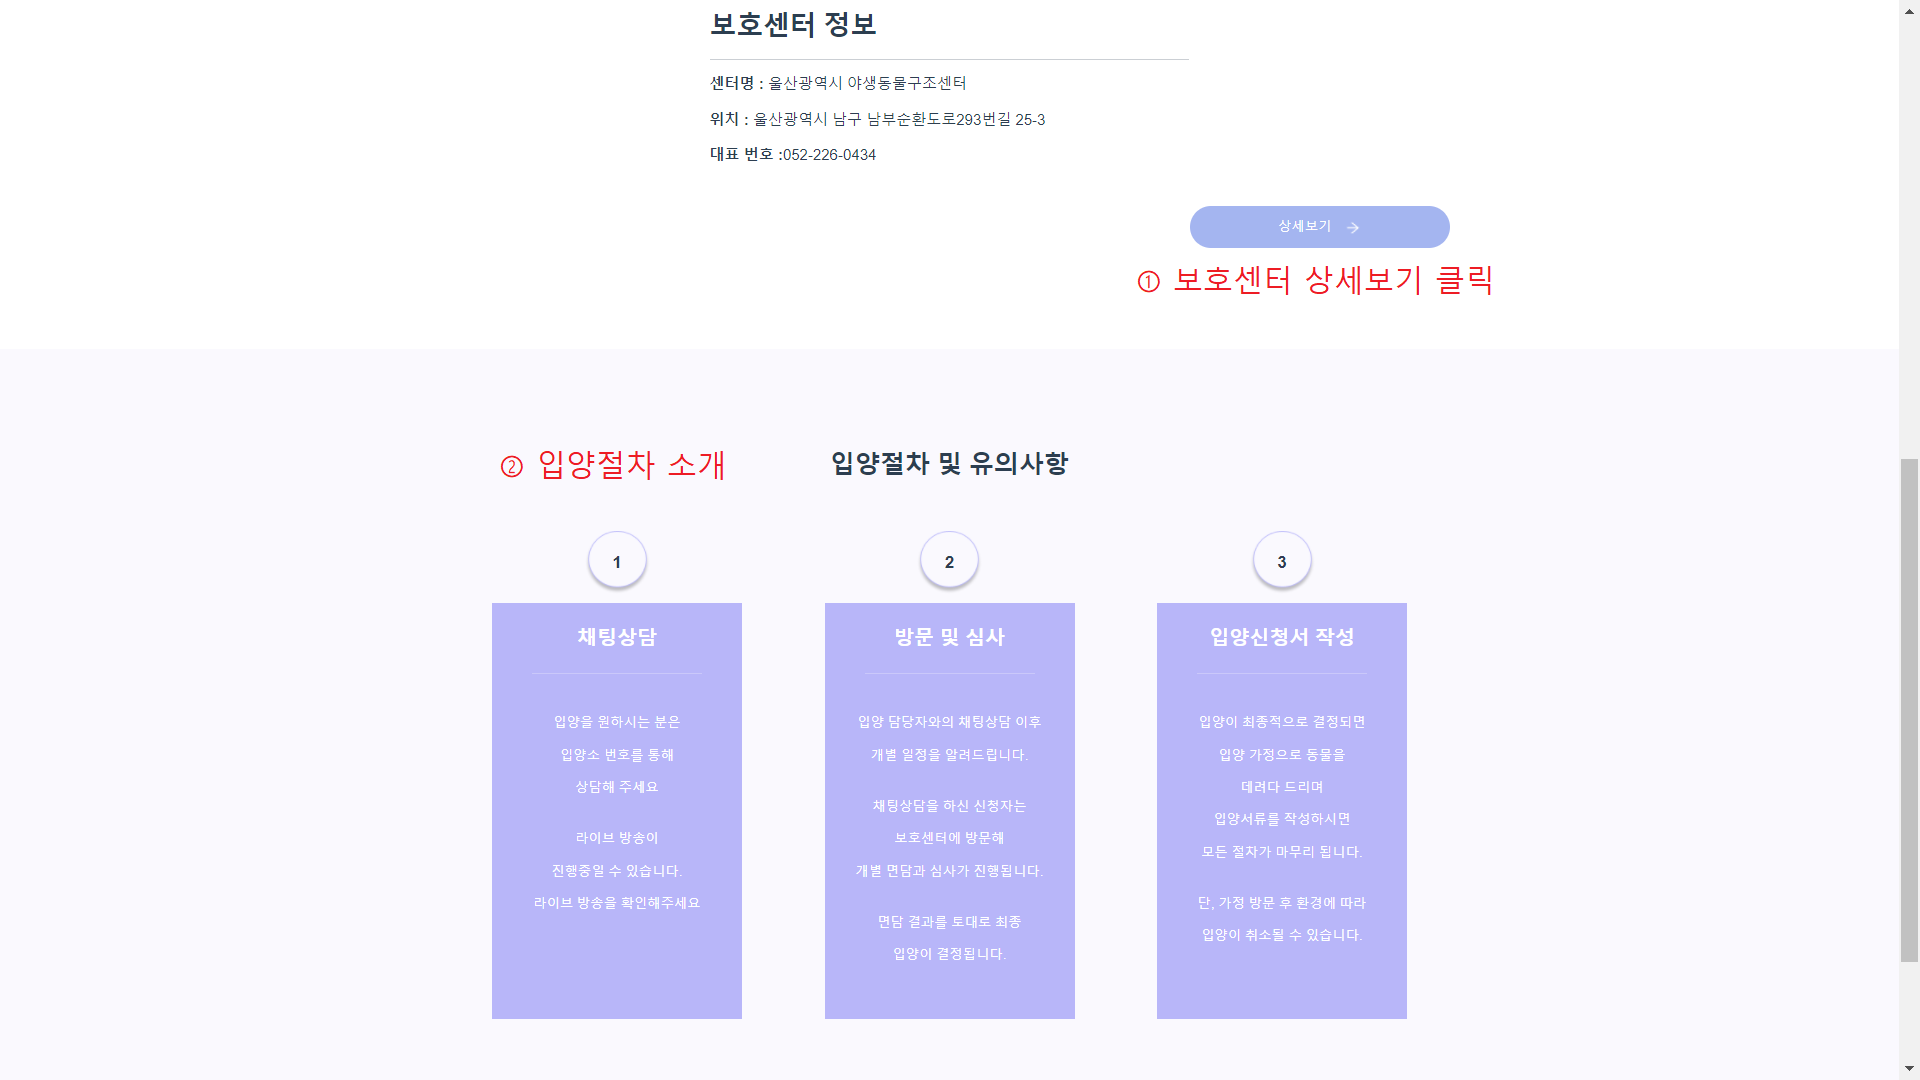 보호센터 정보
센터명 : 울산광역시 야생동물구조센터
위치 : 울산광역시 남구 남부순환도로293번길 25-3
대표 번호 :052-226-0434
상세보기 →
① 보호센터 상세보기 클릭
② 입양절차 소개
입양절차 및 유의사항
1
채팅상담
입양을 원하시는 분은
입양소 번호를 통해
상담해 주세요
라이브 방송이
진행중일 수 있습니다.
라이브 방송을 확인해주세요
2
방문 및 심사
입양 담당자와의 채팅상담 이후
개별 일정을 알려드립니다.
채팅상담을 하신 신청자는
보호센터에 방문해
개별 면담과 심사가 진행됩니다.
면담 결과를 토대로 최종
입양이 결정됩니다.
3
입양신청서 작성
입양이 최종적으로 결정되면
입양 가정으로 동물을
데려다 드리며
입양서류를 작성하시면
모든 절자가 마무리 됩니다.
단, 가정 방문 후 환경에 따라
입양이 취소될 수 있습니다.